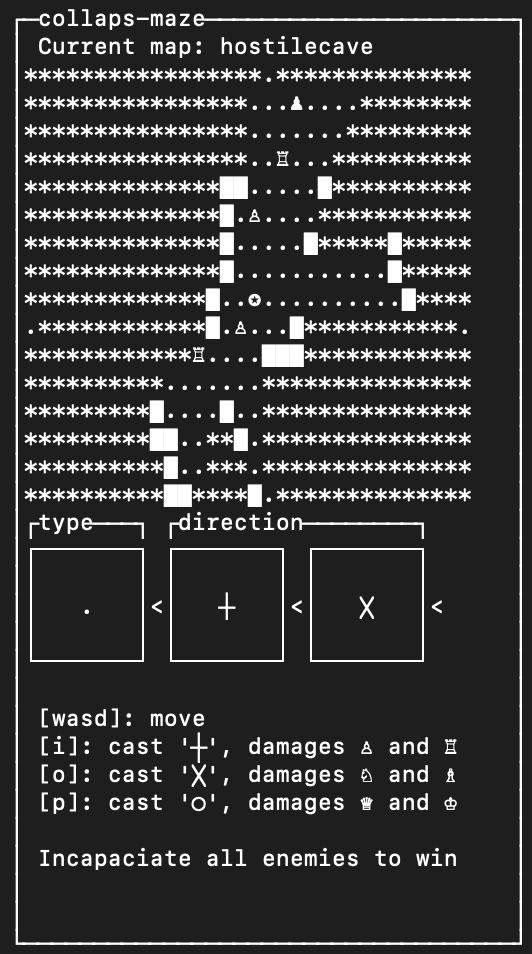 collaps-maze
Current map: hostilecave
*****************.**************
****************...♟....********
****************.......*********
****************..♖...**********
**************██.....█**********
**************█.♙....***********
**************█.....█*****█*****
**************█...........█*****
*************█..✪..........█****
.************█.♙...█***********.
************♖....███************
**********.......***************
*********█....█..***************
*********██..**█.***************
**********█..***.***************
**********██****█.**************
type direction
. < ┼ < ╳ <
[wasd]: move
[i]: cast '┼', damages ♙ and ♖
[o]: cast '╳', damages ♘ and ♗
[p]: cast '○', damages ♛ and ♔
Incapaciate all enemies to win